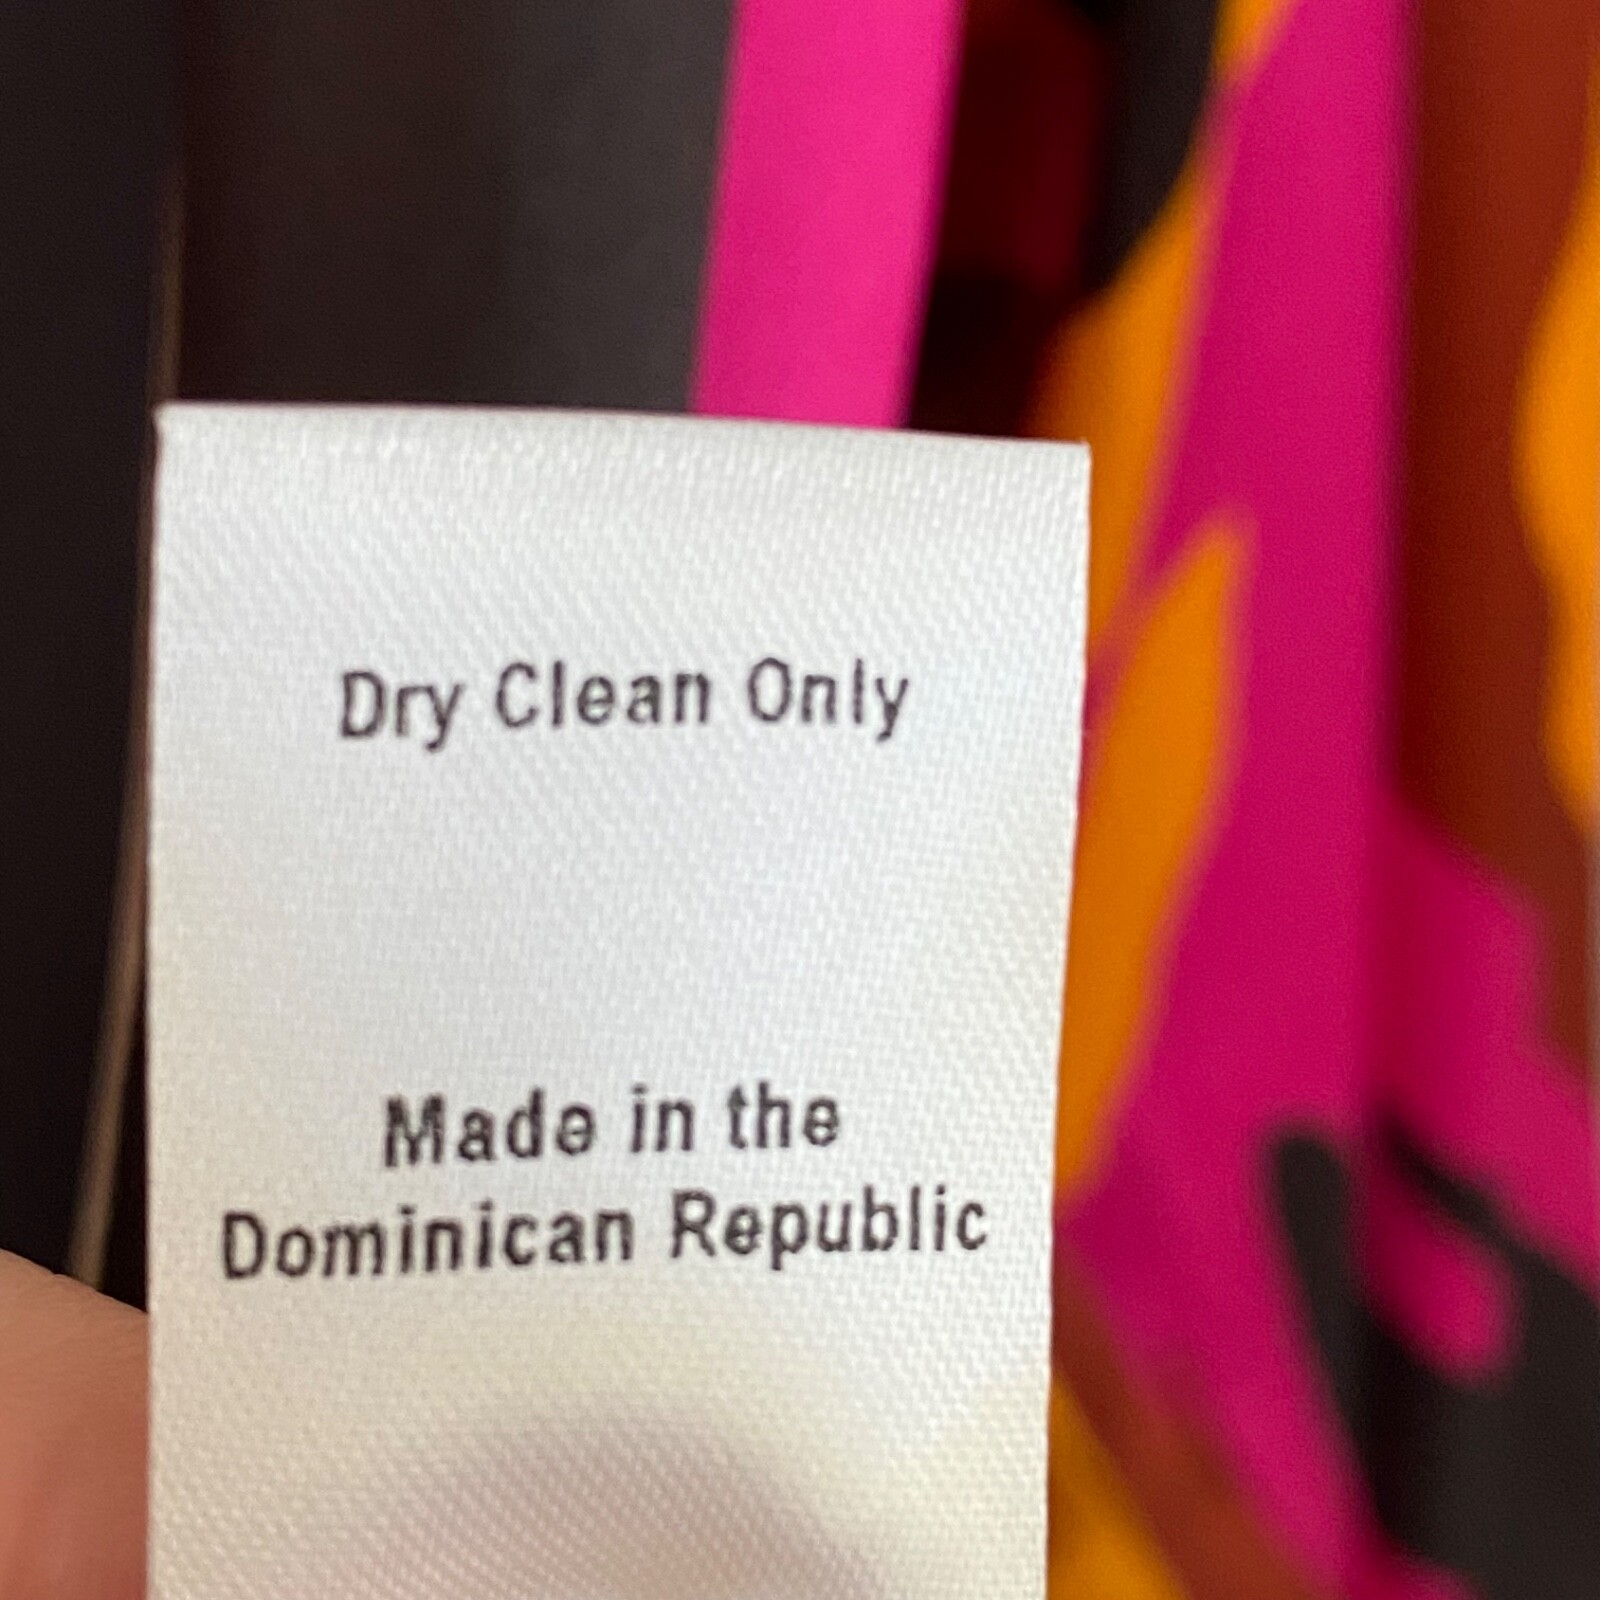 Dry Clean Only
Made in the
Dominican Republic